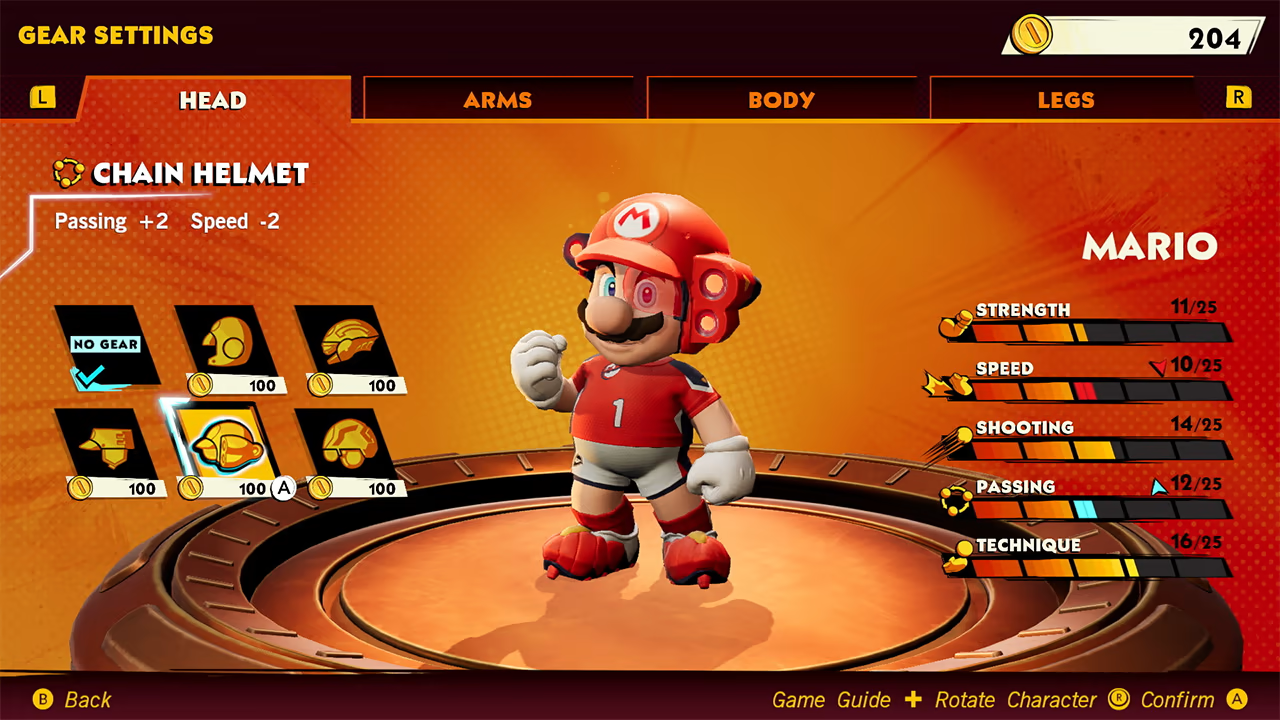 GEAR SETTINGS
204
L HEAD ARMS BODY LEGS R
CHAIN HELMET
Passing +2 Speed -2
M
MARIO
STRENGTH 11/25
NO GEAR
SPEED 10/25
100
100
1
SHOOTING 14/25
PASSING 12/25
100
100 A
100
TECHNIQUE 16/25
B Back
Game Guide + Rotate Character R Confirm A